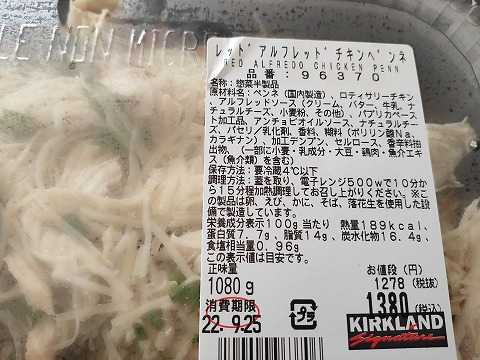 LE NON MICR
レッドアルフレッドチキンペンネ
RED ALFREDO CHICKEN PENN
品番：96370
名称：惣菜半製品
原材料名：ペンネ（国内製造）、ロティサリーチキン
、アルフレッドソース（クリーム、バター、牛乳、ナ
チュラルチーズ、小麦粉、その他）、パプリカペース
ト加工品、アンチョビオイルソース、ナチュラルチー
ズ、パセリ／乳化剤、香料、糊料（ポリリン酸Na、
カラギナン）、加工デンプン、セルロース、香辛料抽
出物、（一部に小麦・乳成分・大豆・鶏肉・魚介エキ
ス（魚介類）を含む）
保存方法：要冷蔵4℃以下
調理方法：蓋を取り、電子レンジ500wで10分か
ら15分程加熱調理してお召し上がりください。※こ
の製品は卵、えび、かに、そば、落花生を使用した設
備で製造しています。
栄養成分表示100g当たり 熱量189kcal、
蛋白質7.7g、脂質14g、炭水化物16.4g、
食塩相当量0.96g
この表示値は目安です。
正味量 お値段（円）
1080g 1278（税抜）
消費期限 1,380（税込）
22.9.25
プラ
KIRKLAND
Signature